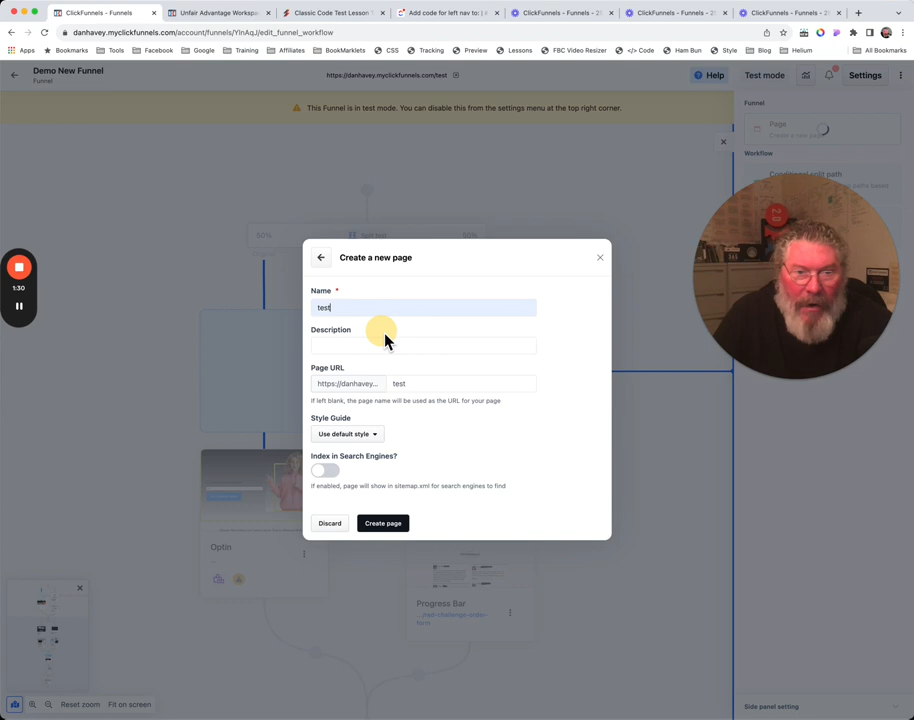 ClickFunnels - Funnels
Unfair Advantage Workspa
Classic Code Test Lesson
Add code for left nav to: | #
ClickFunnels - Funnels - 2
ClickFunnels - Funnels - 2
ClickFunnels - Funnels - 2
danhavey.myclickfunnels.com/account/funnels/YlnAqJ/edit_funnel_workflow
Apps
Bookmarks
Tools
Facebook
Google
Training
Affiliates
BookMarklets
CSS
Tracking
Preview
Lessons
FBC Video Resizer
</> Code
Ham Bun
Style
Blog
Helium
All Bookmarks
Demo New Funnel
Funnel
https://danhavey.myclickfunnels.com/test
Help
Test mode
Settings
This Funnel is in test mode. You can disable this from the settings menu at the top right corner.
Funnel
Page
Create a new page
Workflow
Conditional split path
50%
Split test
50%
1:30
Create a new page
Name *
test
Description
Page URL
https://danhavey... test
If left blank, the page name will be used as the URL for your page
Style Guide
Use default style
Index in Search Engines?
If enabled, page will show in sitemap.xml for search engines to find
Discard
Create page
Optin
Progress Bar
Reset zoom
Fit on screen
Side panel setting